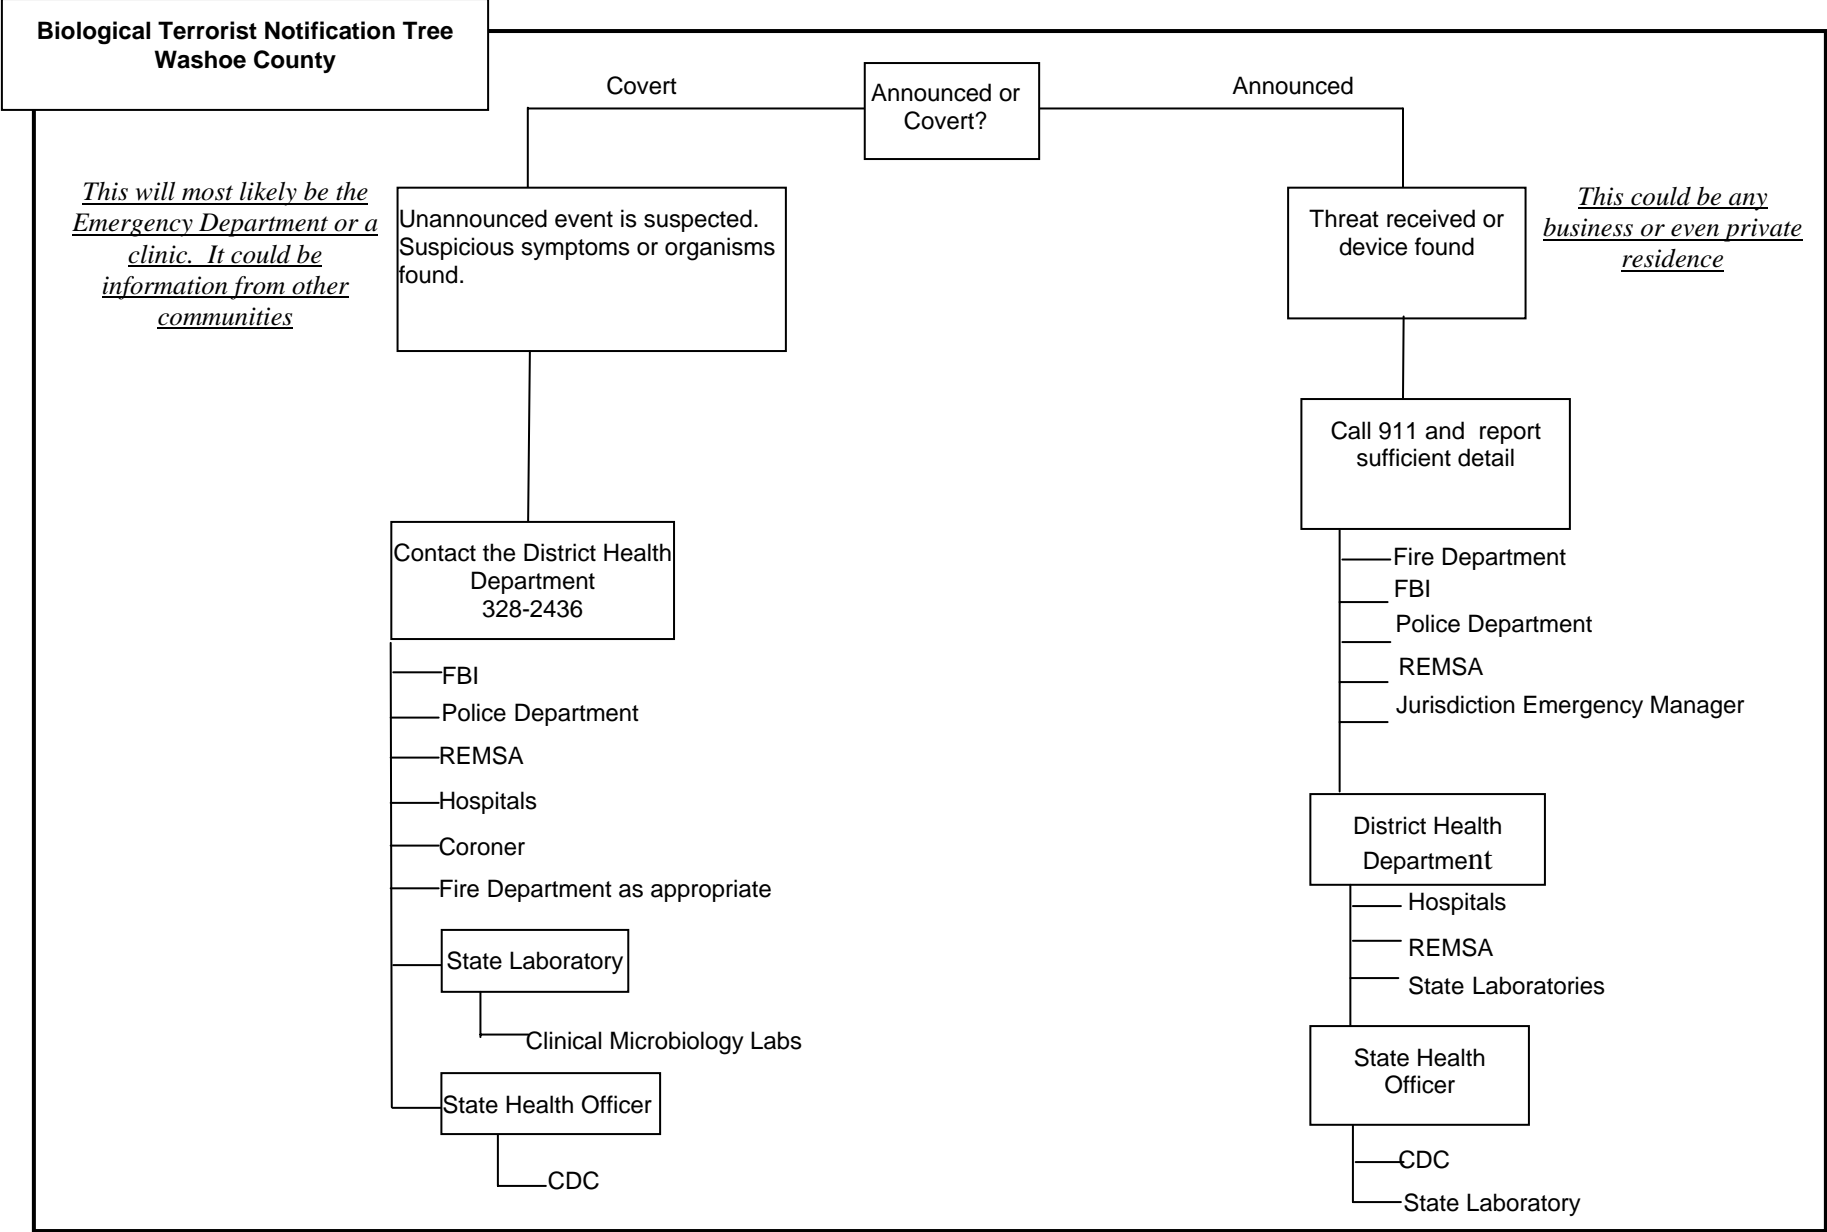 Biological Terrorist Notification Tree
Washoe County
Covert
Announced or
Covert?
Announced
This will most likely be the
Emergency Department or a
clinic. It could be
information from other
communities
Unannounced event is suspected.
Suspicious symptoms or organisms
found.
Threat received or
device found
This could be any
business or even private
residence
Call 911 and report
sufficient detail
Contact the District Health
Department
328-2436
FBI
Police Department
REMSA
Hospitals
Coroner
Fire Department as appropriate
State Laboratory
Clinical Microbiology Labs
State Health Officer
CDC
Fire Department
FBI
Police Department
REMSA
Jurisdiction Emergency Manager
District Health
Department
Hospitals
REMSA
State Laboratories
State Health
Officer
CDC
State Laboratory